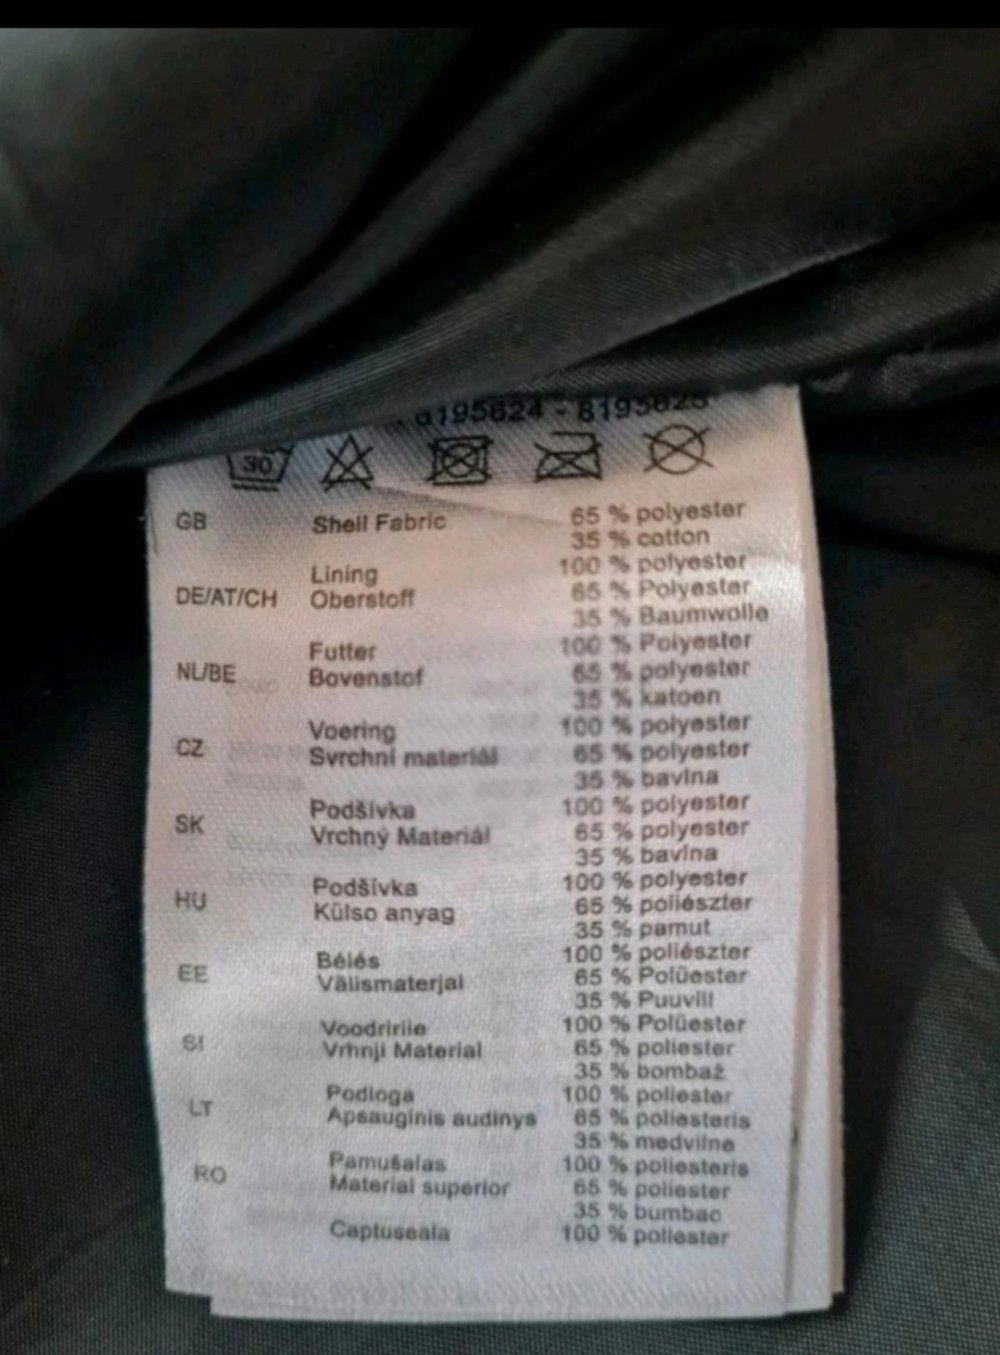 8195624 - 8195625
30
GB Shell Fabric 65 % polyester
35 % cotton
Lining 100 % polyester
DE/AT/CH Oberstoff 65 % Polyester
35 % Baumwolle
Futter 100 % Polyester
NL/BE Bovenstof 65 % polyester
35 % katoen
Voering 100 % polyester
CZ Svrchní materiál 65 % polyester
35 % bavlna
Podšívka 100 % polyester
SK Vrchný Materiál 65 % polyester
35 % bavlna
Podšívka 100 % polyester
HU Külso anyag 65 % poliészter
35 % pamut
Bélés 100 % poliészter
EE Välismaterjal 65 % Polüester
35 % Puuvill
Voodririie 100 % Polüester
SI Vrhnji Material 65 % poliester
35 % bombaž
Podloga 100 % poliester
LT Apsauginis audinys 65 % poliesteris
35 % medvilne
Pamušalas 100 % poliesteris
RO Material superior 65 % poliester
35 % bumbac
Captuseala 100 % poliester